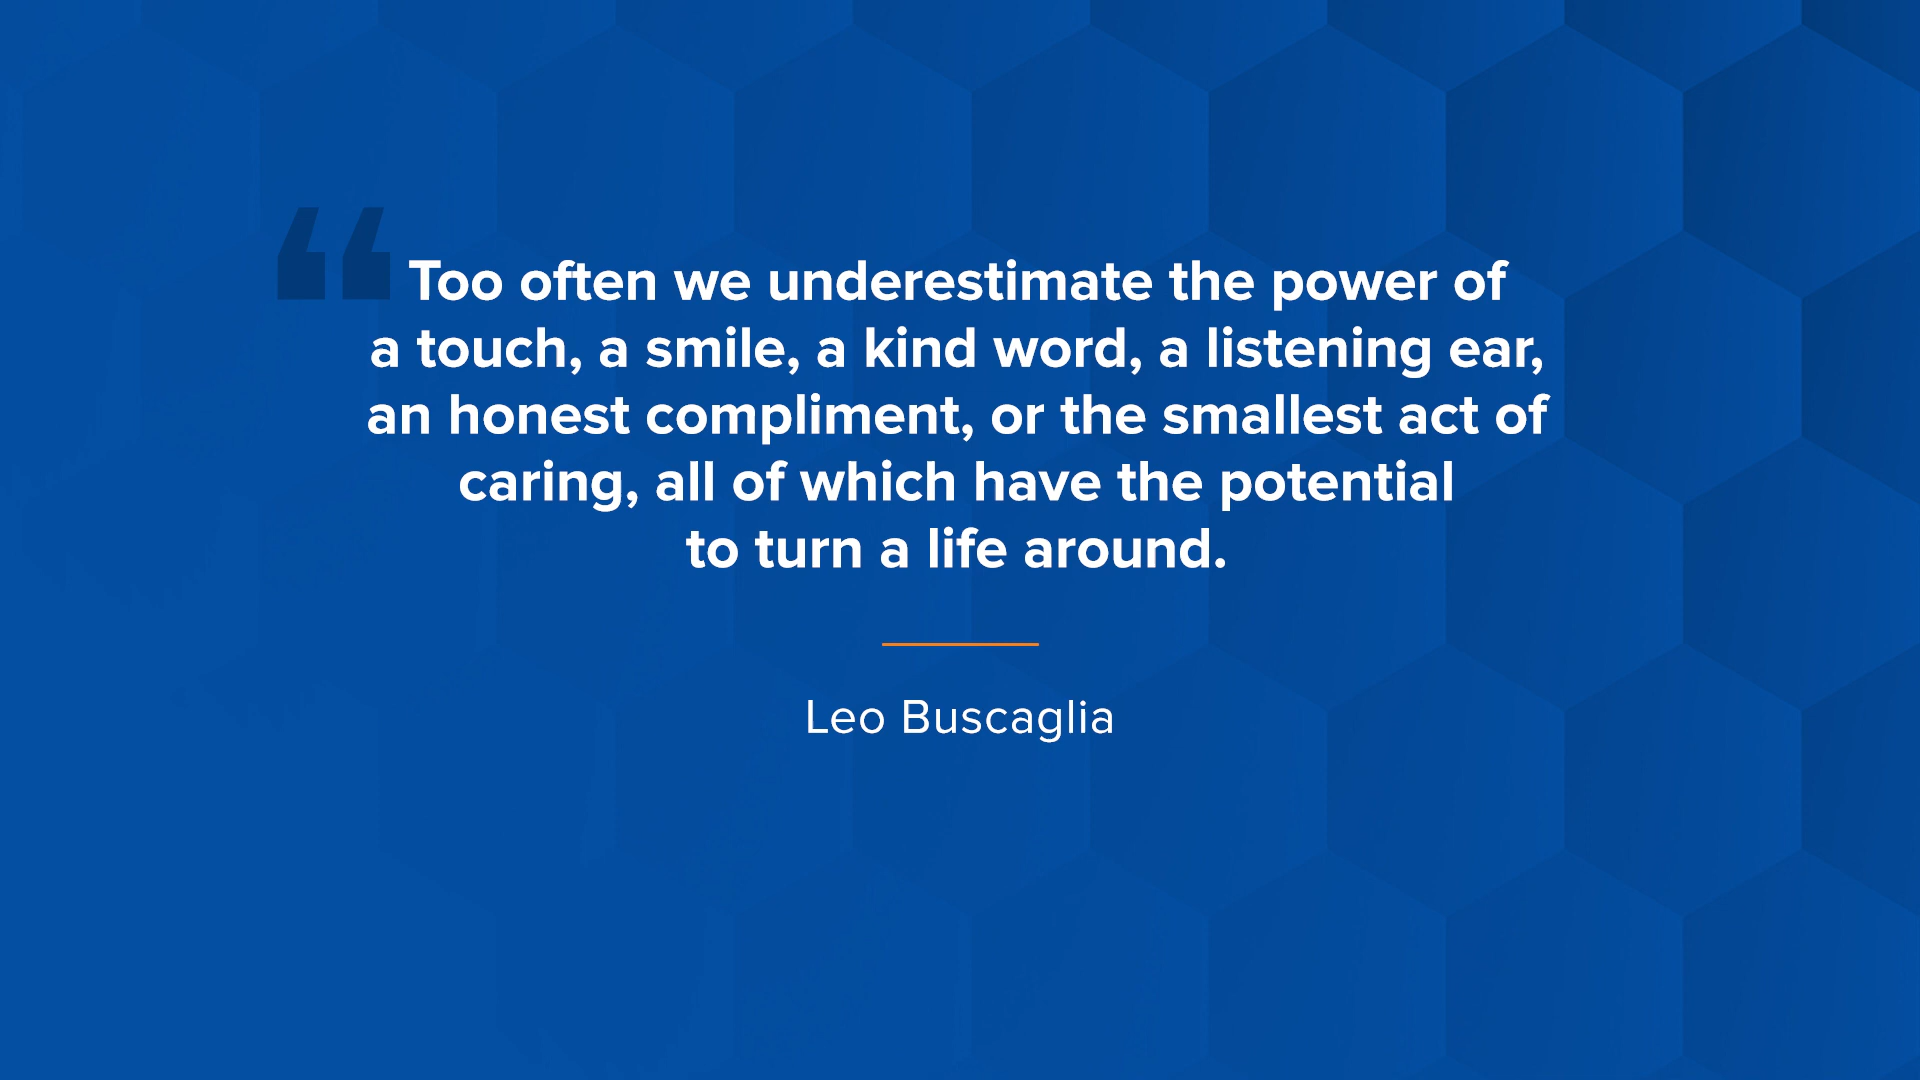 “
Too often we underestimate the power of
a touch, a smile, a kind word, a listening ear,
an honest compliment, or the smallest act of
caring, all of which have the potential
to turn a life around.
Leo Buscaglia